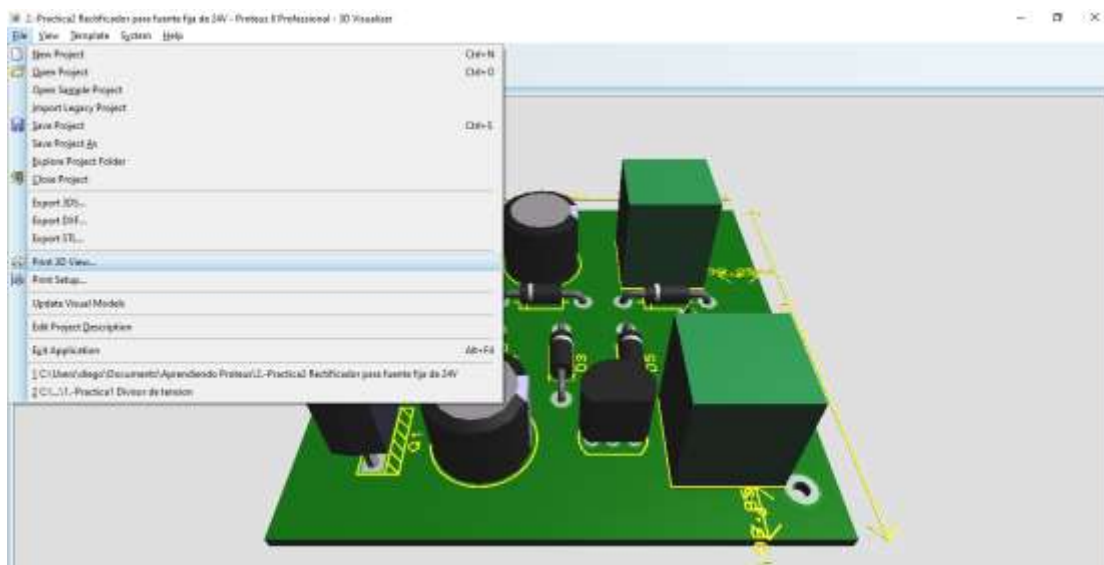 2.-Practica2 Rectificador para fuente fija de 24V - Proteus 8 Professional - 3D Visualizer
File View Template System Help
New Project Ctrl+N
Open Project Ctrl+O
Open Sample Project
Import Legacy Project
Save Project Ctrl+S
Save Project As
Explore Project Folder
Close Project
Export 3DS...
Export DXF...
Export STL...
Print 3D View...
Print Setup...
Update Visual Models
Edit Project Description
Exit Application Alt+F4
1 C:\Users\diego\Documents\Aprendiendo Proteus\2.-Practica2 Rectificador para fuente fija de 24V
2 C:\...\1.-Practica1 Divisor de tension
D3
D5
Q1